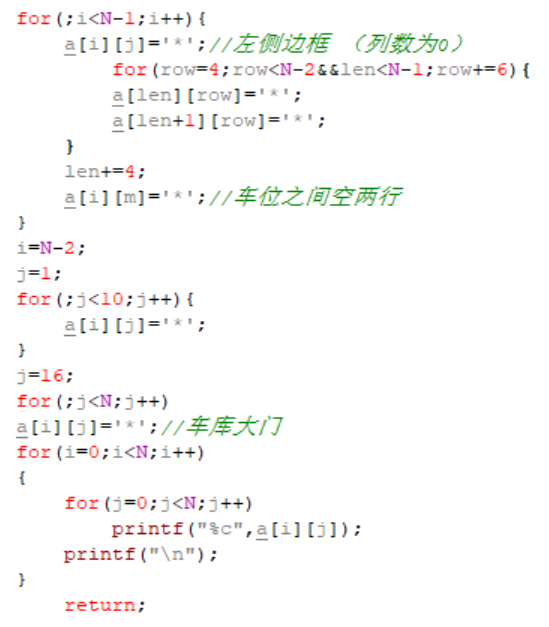 for(;i<N-1;i++){
    a[i][j]='*';//左侧边框 （列数为0）
        for(row=4;row<N-2&&len<N-1;row+=6){
        a[len][row]='*';
        a[len+1][row]='*';
    }
    len+=4;
    a[i][m]='*';//车位之间空两行
}
i=N-2;
j=1;
for(;j<10;j++){
    a[i][j]='*';
}
j=16;
for(;j<N;j++)
a[i][j]='*';//车库大门
for(i=0;i<N;i++)
{
    for(j=0;j<N;j++)
        printf("%c",a[i][j]);
    printf("\n");
}
    return;